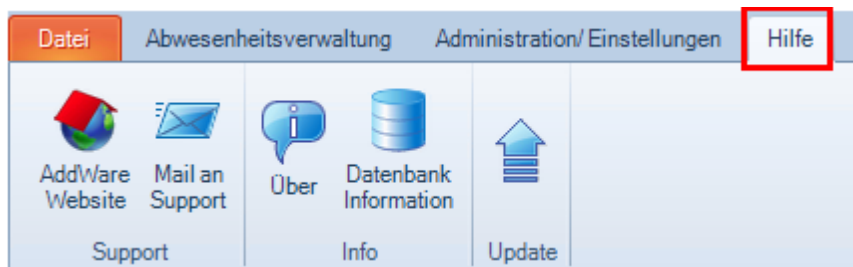 Datei Abwesenheitsverwaltung Administration/Einstellungen Hilfe
AddWare Mail an Über Datenbank
Website Support Information
Support Info Update